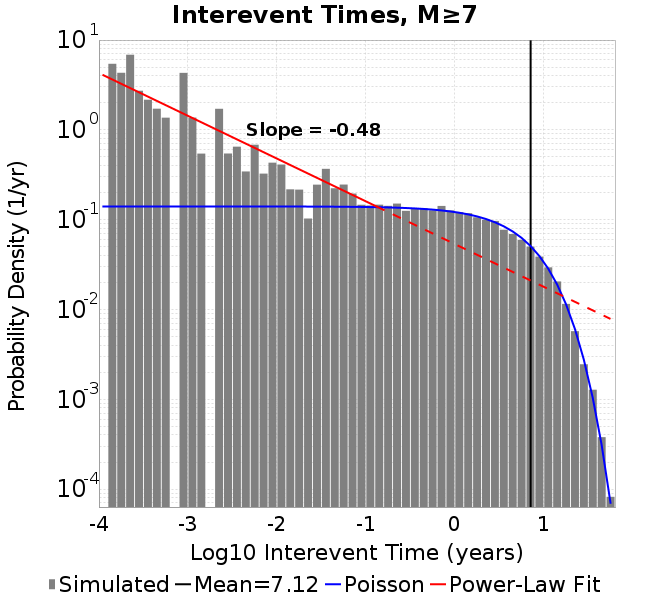 Interevent Times, M≥7
10^1
10^0
10^-1
10^-2
10^-3
10^-4
Probability Density (1/yr)
Slope = -0.48
-4 -3 -2 -1 0 1
Log10 Interevent Time (years)
Simulated Mean=7.12 Poisson Power-Law Fit